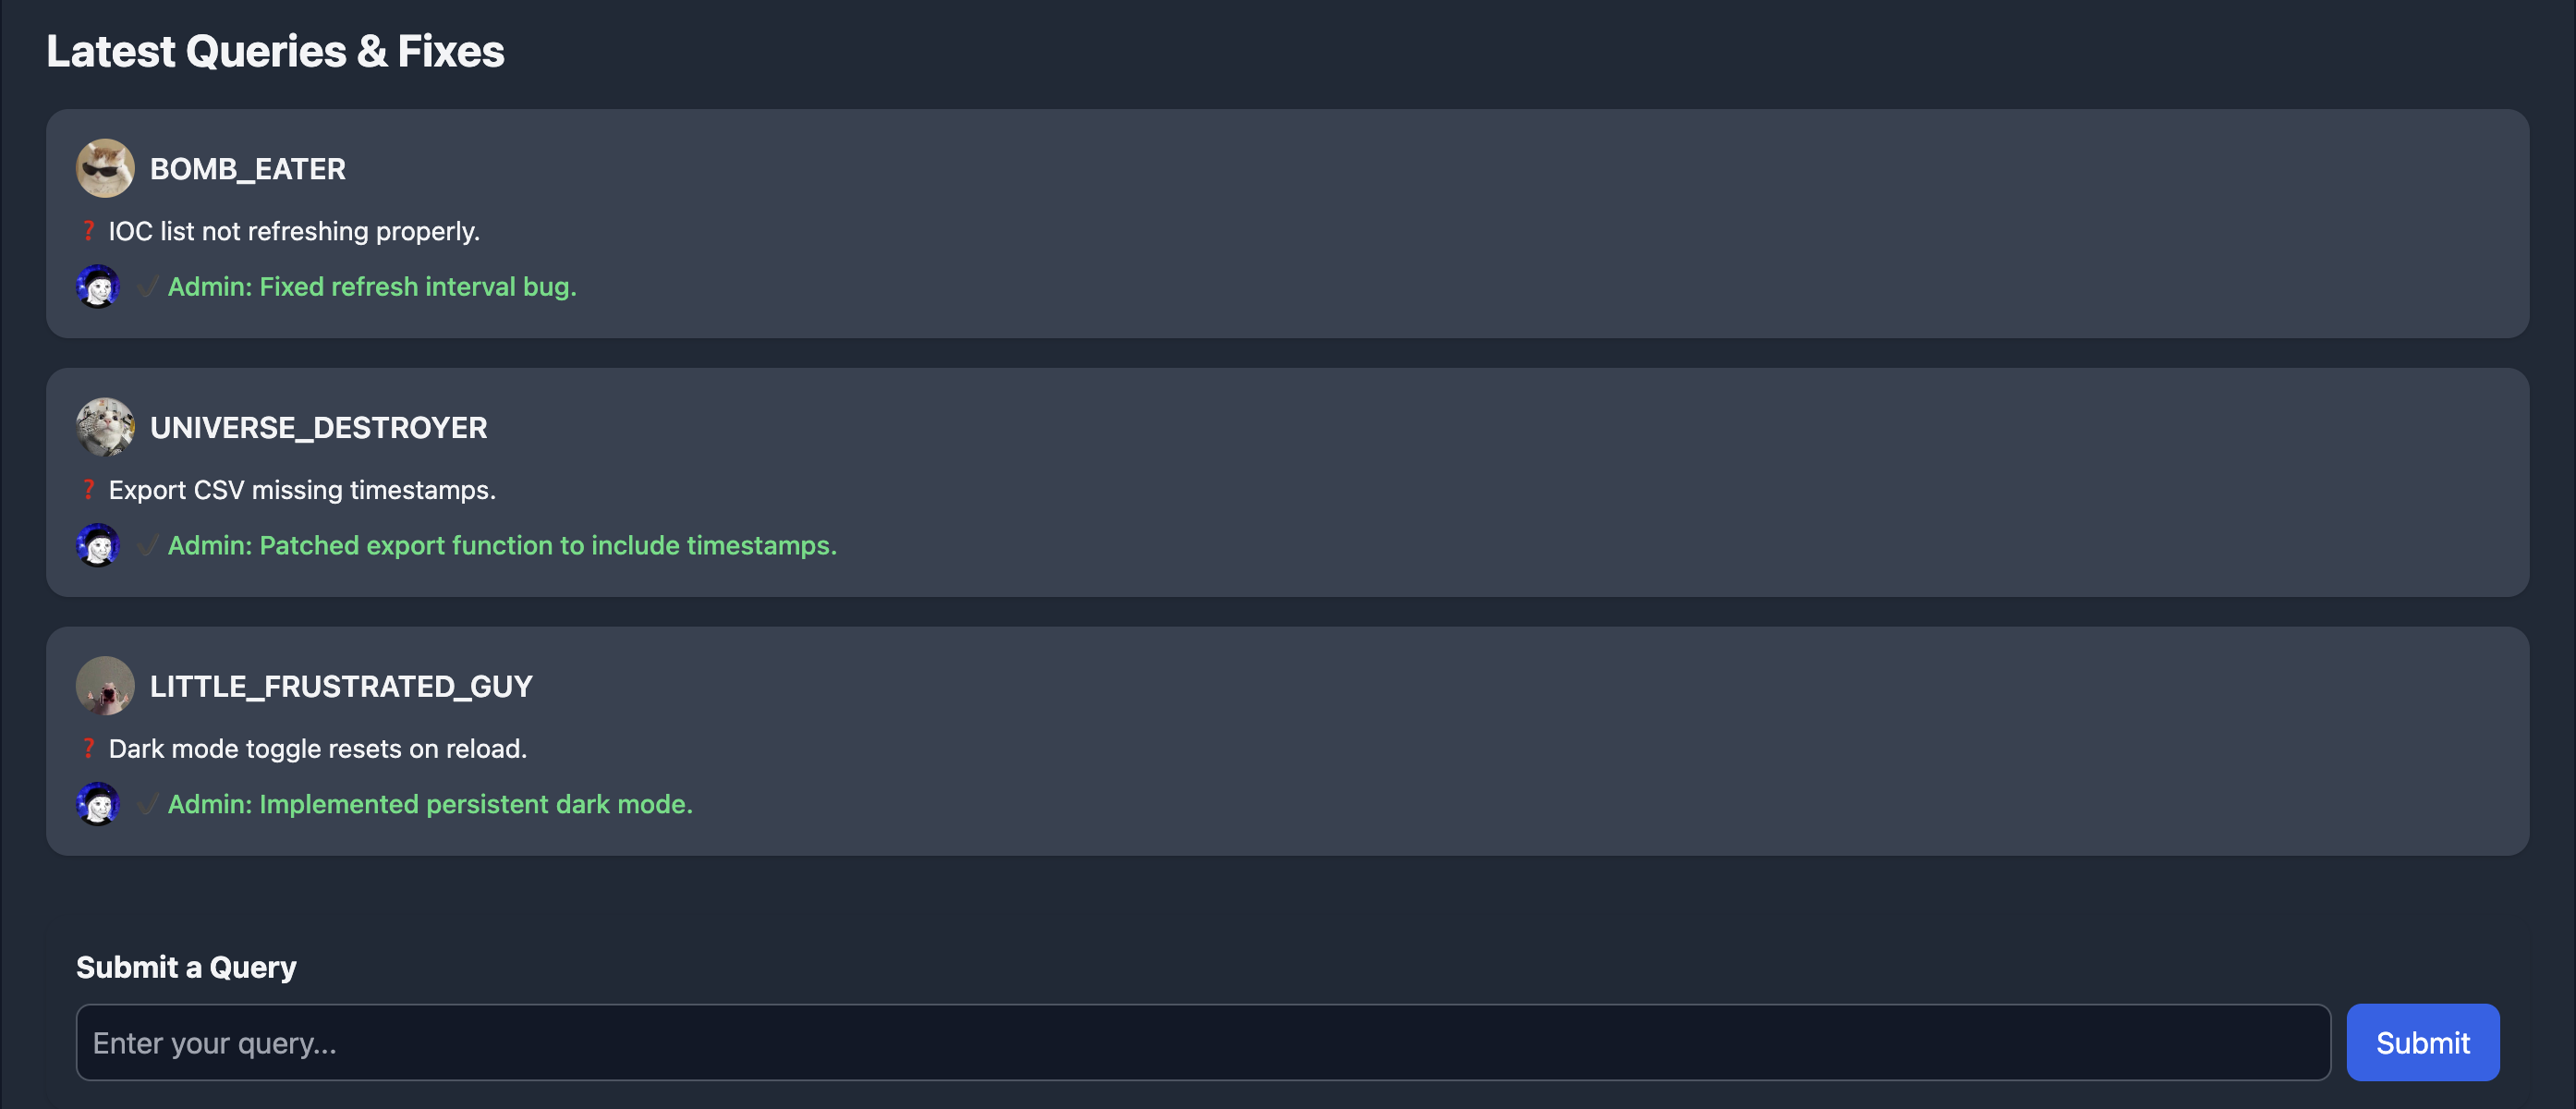 Latest Queries & Fixes
BOMB_EATER
❓ IOC list not refreshing properly.
✔ Admin: Fixed refresh interval bug.
UNIVERSE_DESTROYER
❓ Export CSV missing timestamps.
✔ Admin: Patched export function to include timestamps.
LITTLE_FRUSTRATED_GUY
❓ Dark mode toggle resets on reload.
✔ Admin: Implemented persistent dark mode.
Submit a Query
Enter your query...
Submit